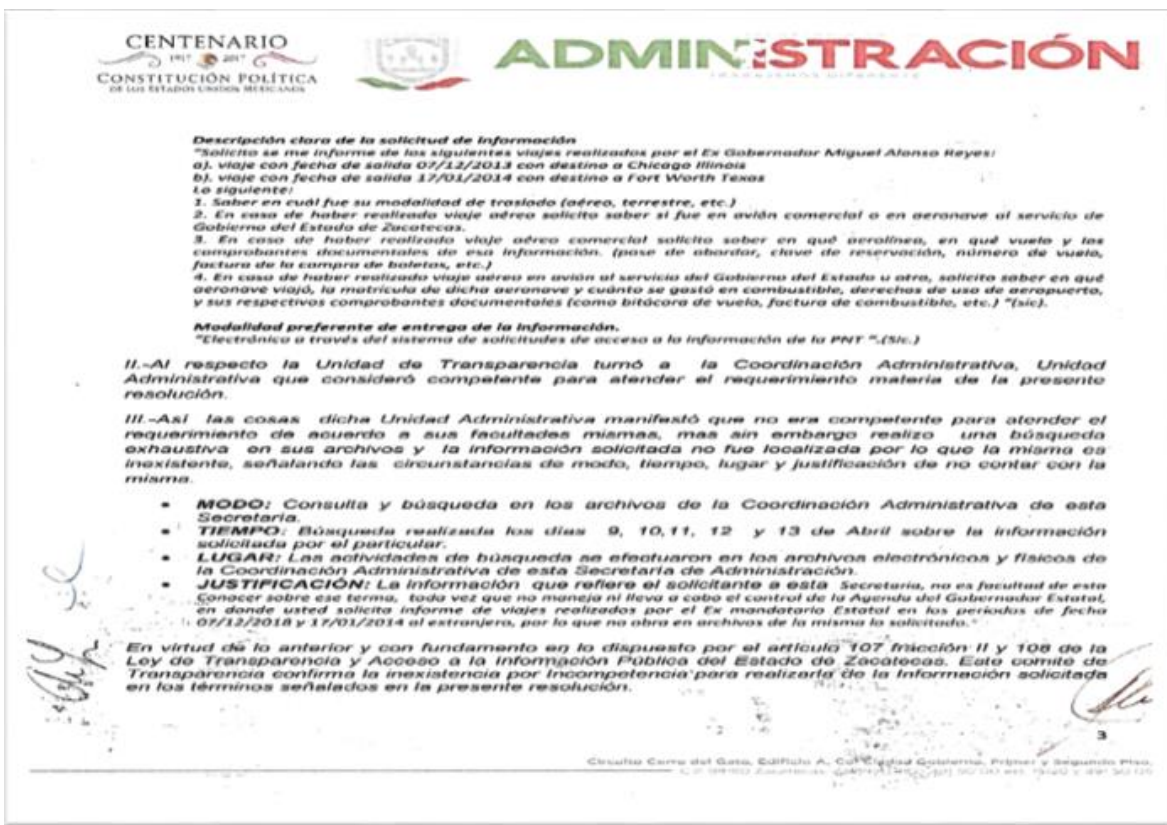 CENTENARIO
1917 2017
CONSTITUCIÓN POLÍTICA
DE LOS ESTADOS UNIDOS MEXICANOS
ADMINISTRACIÓN
Descripción clara de la solicitud de información
"Solicito se me informe de los siguientes viajes realizados por el Ex Gobernador Miguel Alonso Reyes:
a). viaje con fecha de salida 07/12/2013 con destino a Chicago Illinois
b). viaje con fecha de salida 17/01/2014 con destino a Fort Worth Texas
Lo siguiente:
1. Saber en cuál fue su modalidad de traslado (aéreo, terrestre, etc.)
2. En caso de haber realizado viaje aéreo solicito saber si fue en avión comercial o en aeronave al servicio de
Gobierno del Estado de Zacatecas.
3. En caso de haber realizado viaje aéreo comercial solicito saber en qué aerolínea, en qué vuelo y los
comprobantes documentales de esa información. (pase de abordar, clave de reservación, número de vuelo,
factura de la compra de boletos, etc.)
4. En caso de haber realizado viaje aéreo en avión al servicio del Gobierno del Estado u otro, solicito saber en qué
aeronave viajó, la matrícula de dicha aeronave y cuánto se gastó en combustible, derechos de uso de aeropuerto,
y sus respectivos comprobantes documentales (como bitácora de vuelo, factura de combustible, etc.) "(sic).
Modalidad preferente de entrega de la información.
"Electrónico a través del sistema de solicitudes de acceso a la información de la PNT ".(Sic.)
II.-Al respecto la Unidad de Transparencia turnó a la Coordinación Administrativa, Unidad
Administrativa que consideró competente para atender el requerimiento materia de la presente
resolución.
III.-Así las cosas dicha Unidad Administrativa manifestó que no era competente para atender el
requerimiento de acuerdo a sus facultades mismas, mas sin embargo realizo una búsqueda
exhaustiva en sus archivos y la información solicitada no fue localizada por lo que la misma es
inexistente, señalando las circunstancias de modo, tiempo, lugar y justificación de no contar con la
misma.
• MODO: Consulta y búsqueda en los archivos de la Coordinación Administrativa de esta
Secretaría.
• TIEMPO: Búsqueda realizada los días 9, 10,11, 12 y 13 de Abril sobre la información
solicitada por el particular.
• LUGAR: Las actividades de búsqueda se efectuaron en los archivos electrónicos y físicos de
la Coordinación Administrativa de esta Secretaría de Administración.
• JUSTIFICACIÓN: La Información que refiere el solicitante a esta Secretaría, no es facultad de esta
Conocer sobre ese tema, toda vez que no maneja ni lleva a cabo el control de la Agenda del Gobernador Estatal,
en donde usted solicita informe de viajes realizados por el Ex mandatario Estatal en los períodos de fecha
07/12/2018 y 17/01/2014 al extranjero, por lo que no obra en archivos de la misma lo solicitado."
En virtud de lo anterior y con fundamento en lo dispuesto por el artículo 107 fracción II y 108 de la
Ley de Transparencia y Acceso a la Información Pública del Estado de Zacatecas. Este comité de
Transparencia confirma la inexistencia por Incompetencia para realizarla de la Información solicitada
en los términos señalados en la presente resolución.
3
Circuito Cerro del Gato, Edificio A, Col Ciudad Gobierno, Primer y Segundo Piso,